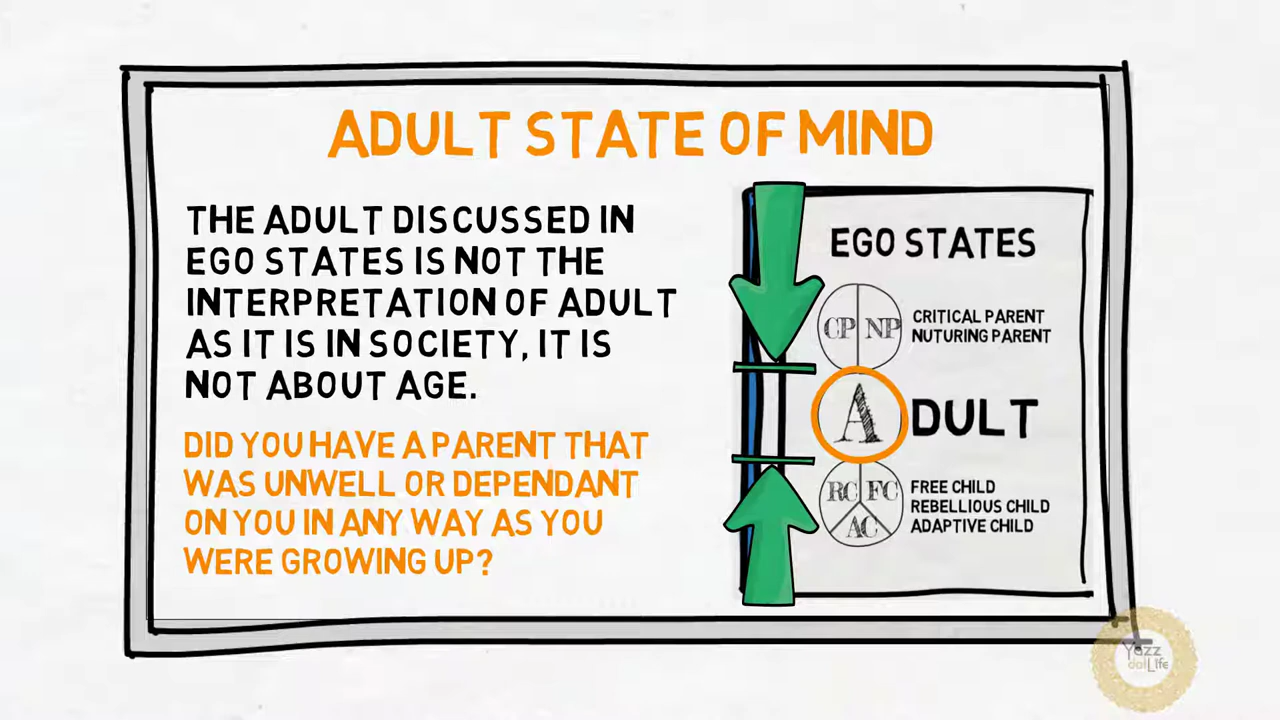 ADULT STATE OF MIND
THE ADULT DISCUSSED IN
EGO STATES IS NOT THE
INTERPRETATION OF ADULT
AS IT IS IN SOCIETY, IT IS
NOT ABOUT AGE.
DID YOU HAVE A PARENT THAT
WAS UNWELL OR DEPENDANT
ON YOU IN ANY WAY AS YOU
WERE GROWING UP?
EGO STATES
CP NP
CRITICAL PARENT
NUTURING PARENT
ADULT
RC FC
AC
FREE CHILD
REBELLIOUS CHILD
ADAPTIVE CHILD
Yazz
dotLife